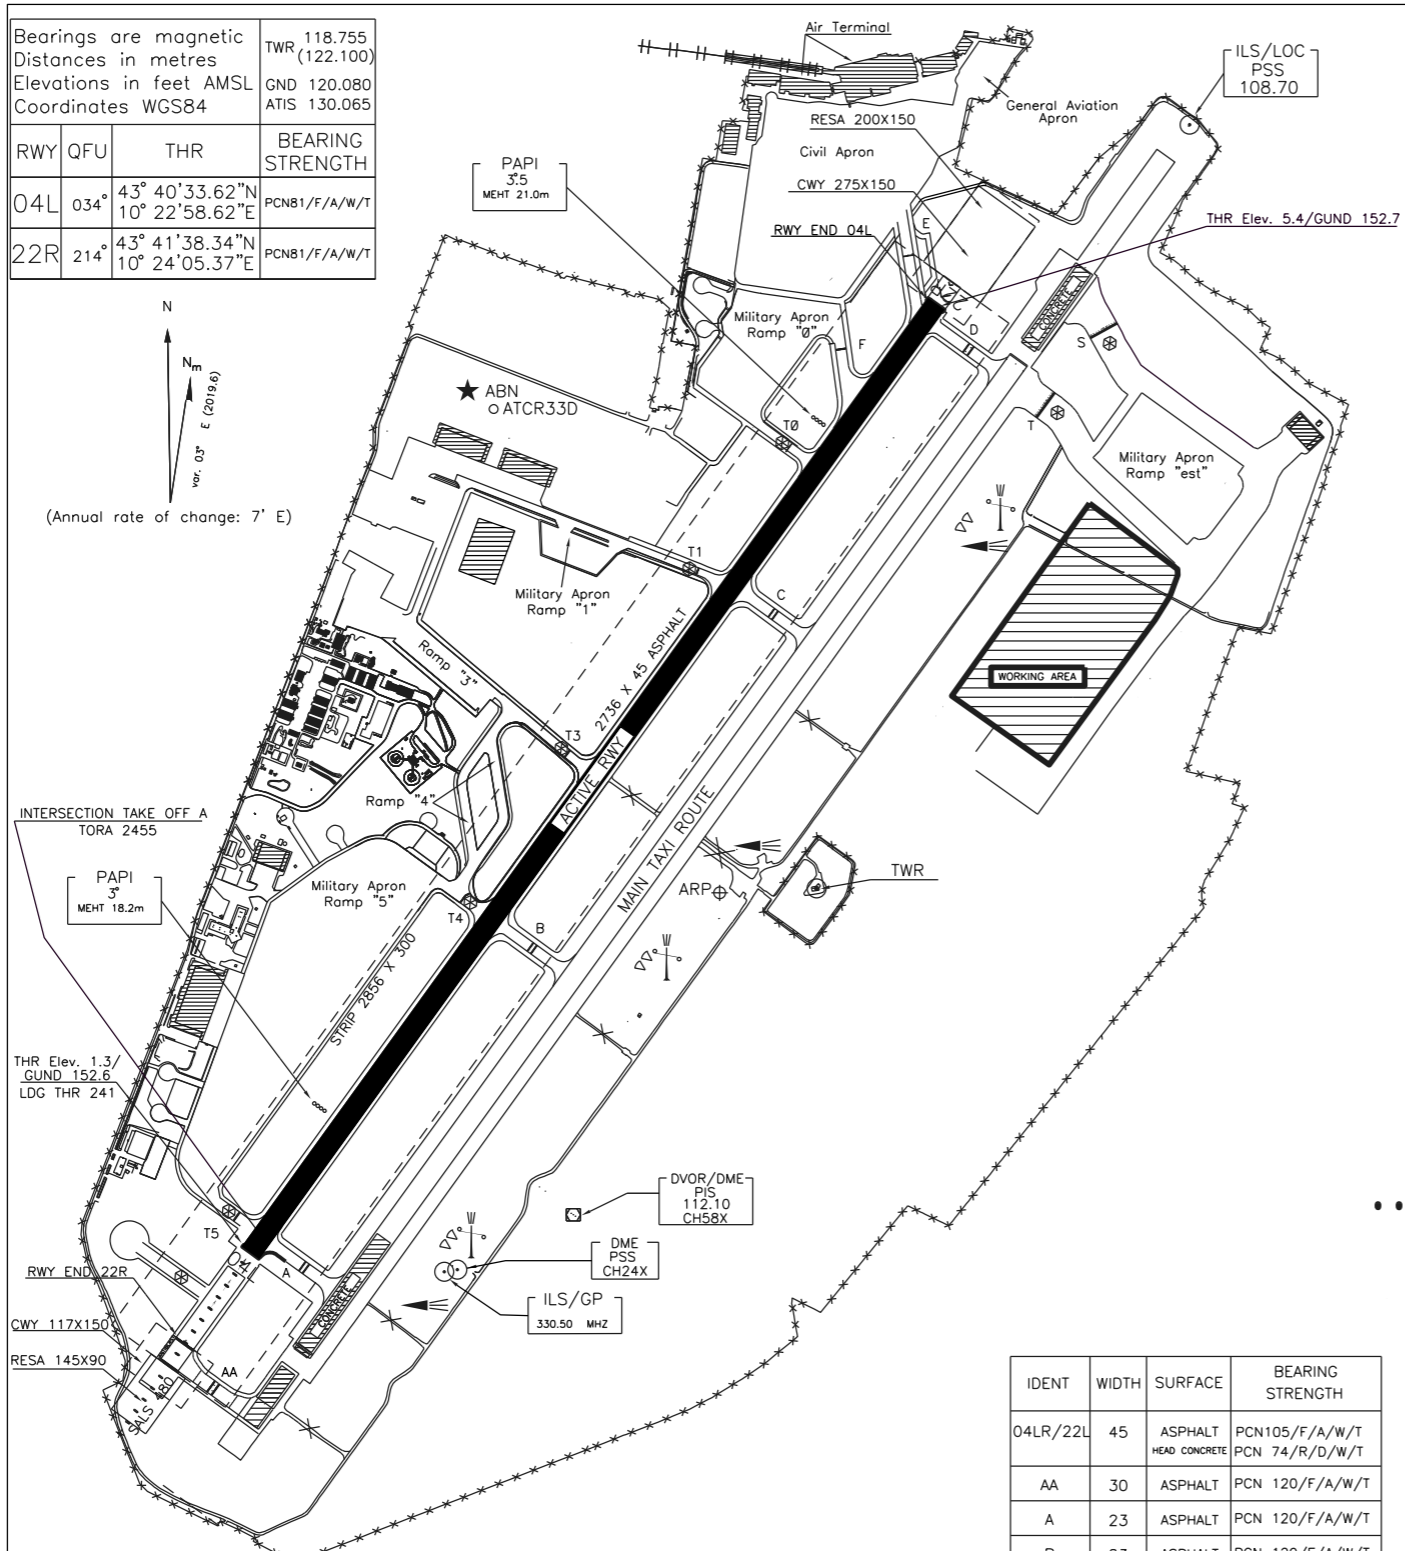 Bearings are magnetic
Distances in metres
Elevations in feet AMSL
Coordinates WGS84
TWR 118.755
(122.100)
GND 120.080
ATIS 130.065
RWY QFU THR BEARING STRENGTH
04L 034° 43° 40'33.62"N 10° 22'58.62"E PCN81/F/A/W/T
22R 214° 43° 41'38.34"N 10° 24'05.37"E PCN81/F/A/W/T
N
Nm
var. 03° E (2019.6)
(Annual rate of change: 7' E)
Air Terminal
ILS/LOC
PSS
108.70
General Aviation
Apron
RESA 200X150
Civil Apron
CWY 275X150
PAPI
3°.5
MEHT 21.0m
RWY END 04L
E
THR Elev. 5.4/GUND 152.7
22R
CONCRETE
Military Apron
Ramp "0"
D
F
S
ABN
ATCR33D
T0
T
Military Apron
Ramp "est"
T1
Military Apron
Ramp "1"
C
Ramp "3"
2736 X 45 ASPHALT
WORKING AREA
T3
ACTIVE RWY
Ramp "4"
INTERSECTION TAKE OFF A
TORA 2455
MAIN TAXI ROUTE
TWR
ARP
PAPI
3°
MEHT 18.2m
Military Apron
Ramp "5"
T4
B
STRIP 2856 X 300
THR Elev. 1.3/
GUND 152.6
LDG THR 241
DVOR/DME
PIS
112.10
CH58X
T5
04L
DME
PSS
CH24X
RWY END 22R
A
CONCRETE
ILS/GP
330.50 MHZ
CWY 117X150
RESA 145X90
AA
SALS 480
IDENT WIDTH SURFACE BEARING STRENGTH
04LR/22L 45 ASPHALT PCN105/F/A/W/T
HEAD CONCRETE PCN 74/R/D/W/T
AA 30 ASPHALT PCN 120/F/A/W/T
A 23 ASPHALT PCN 120/F/A/W/T